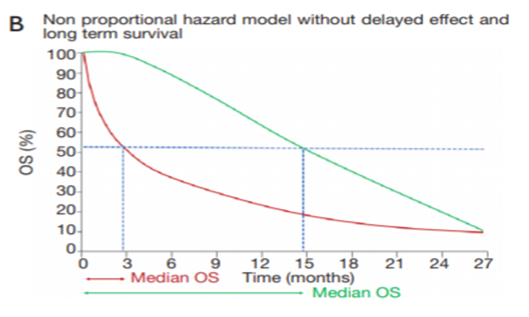 B Non proportional hazard model without delayed effect and
long term survival
100
90
80
70
60
50
40
30
20
10
0
OS (%)
0 3 6 9 12 15 18 21 24 27
Median OS Time (months)
Median OS